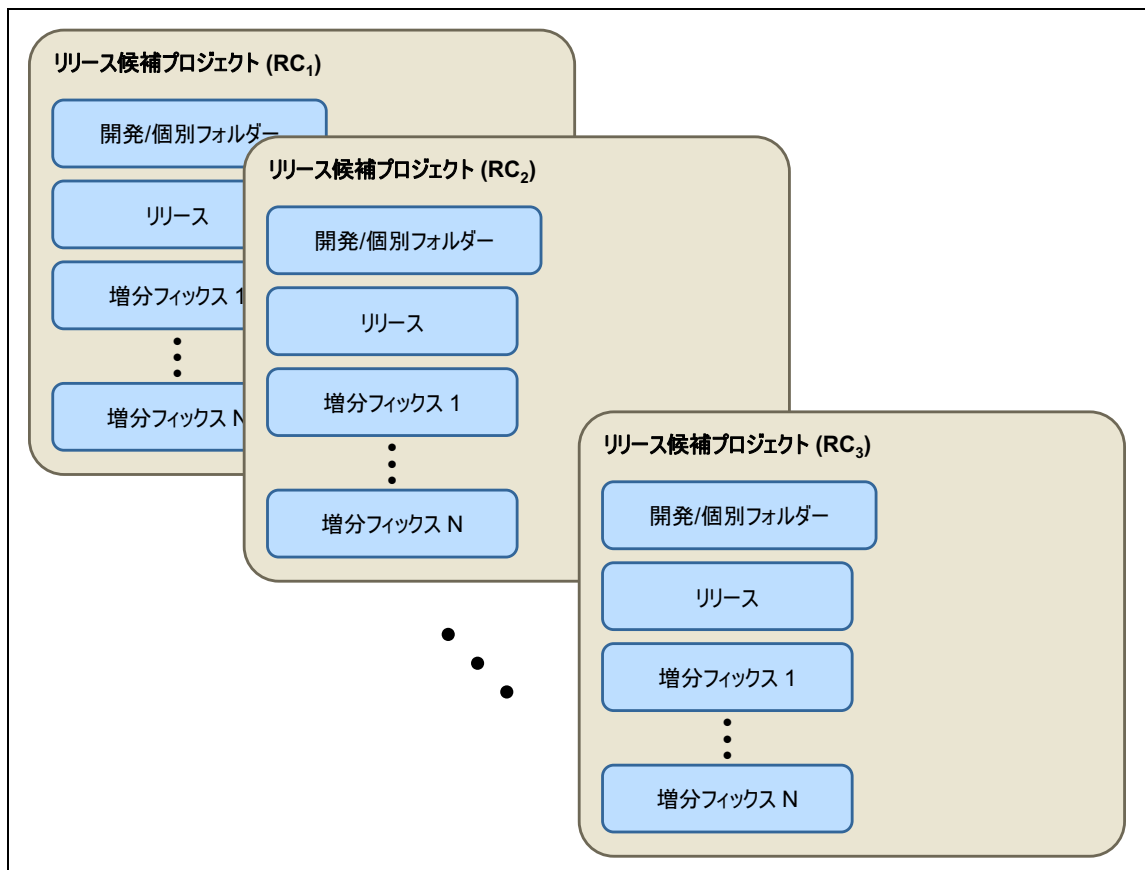 リリース候補プロジェクト (RC₁)
開発/個別フォルダー
リリース
増分フィックス 1
増分フィックス N
リリース候補プロジェクト (RC₂)
開発/個別フォルダー
リリース
増分フィックス 1
増分フィックス N
リリース候補プロジェクト (RC₃)
開発/個別フォルダー
リリース
増分フィックス 1
増分フィックス N